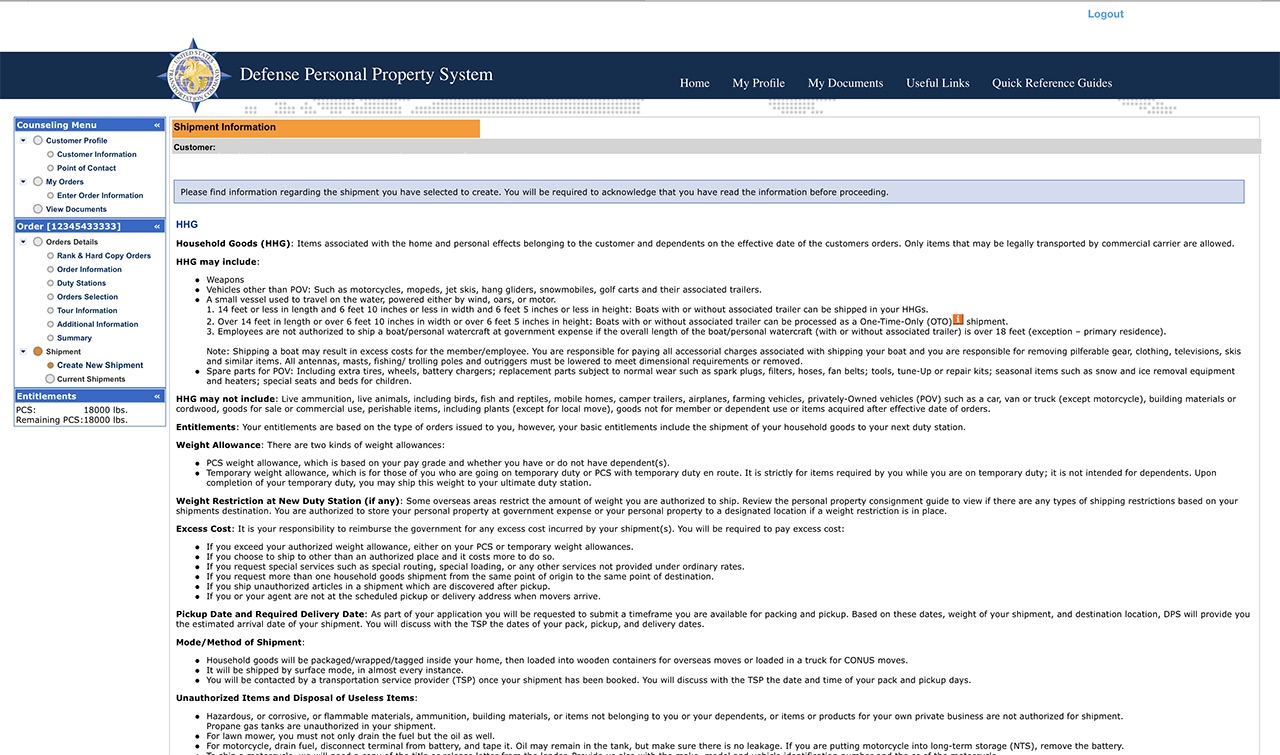 Logout
Defense Personal Property System
Home My Profile My Documents Useful Links Quick Reference Guides
Counseling Menu «
Customer Profile
Customer Information
Point of Contact
My Orders
Enter Order Information
View Documents
Order [12345433333] «
Orders Details
Rank & Hard Copy Orders
Order Information
Duty Stations
Orders Selection
Tour Information
Additional Information
Summary
Shipment
Create New Shipment
Current Shipments
Entitlements «
PCS: 18000 lbs.
Remaining PCS:18000 lbs.
Shipment Information
Customer:
Please find information regarding the shipment you have selected to create. You will be required to acknowledge that you have read the information before proceeding.
HHG
Household Goods (HHG): Items associated with the home and personal effects belonging to the customer and dependents on the effective date of the customers orders. Only items that may be legally transported by commercial carrier are allowed.
HHG may include:
• Weapons
• Vehicles other than POV: Such as motorcycles, mopeds, jet skis, hang gliders, snowmobiles, golf carts and their associated trailers.
• A small vessel used to travel on the water, powered either by wind, oars, or motor.
1. 14 feet or less in length and 6 feet 10 inches or less in width and 6 feet 5 inches or less in height: Boats with or without associated trailer can be shipped in your HHGs.
2. Over 14 feet in length or over 6 feet 10 inches in width or over 6 feet 5 inches in height: Boats with or without associated trailer can be processed as a One-Time-Only (OTO) shipment.
3. Employees are not authorized to ship a boat/personal watercraft at government expense if the overall length of the boat/personal watercraft (with or without associated trailer) is over 18 feet (exception – primary residence).
Note: Shipping a boat may result in excess costs for the member/employee. You are responsible for paying all accessorial charges associated with shipping your boat and you are responsible for removing pilferable gear, clothing, televisions, skis
and similar items. All antennas, masts, fishing/ trolling poles and outriggers must be lowered to meet dimensional requirements or removed.
• Spare parts for POV: Including extra tires, wheels, battery chargers; replacement parts subject to normal wear such as spark plugs, filters, hoses, fan belts; tools, tune-Up or repair kits; seasonal items such as snow and ice removal equipment
and heaters; special seats and beds for children.
HHG may not include: Live ammunition, live animals, including birds, fish and reptiles, mobile homes, camper trailers, airplanes, farming vehicles, privately-Owned vehicles (POV) such as a car, van or truck (except motorcycle), building materials or
cordwood, goods for sale or commercial use, perishable items, including plants (except for local move), goods not for member or dependent use or items acquired after effective date of orders.
Entitlements: Your entitlements are based on the type of orders issued to you, however, your basic entitlements include the shipment of your household goods to your next duty station.
Weight Allowance: There are two kinds of weight allowances:
• PCS weight allowance, which is based on your pay grade and whether you have or do not have dependent(s).
• Temporary weight allowance, which is for those of you who are going on temporary duty or PCS with temporary duty en route. It is strictly for items required by you while you are on temporary duty; it is not intended for dependents. Upon
completion of your temporary duty, you may ship this weight to your ultimate duty station.
Weight Restriction at New Duty Station (if any): Some overseas areas restrict the amount of weight you are authorized to ship. Review the personal property consignment guide to view if there are any types of shipping restrictions based on your
shipments destination. You are authorized to store your personal property at government expense or your personal property to a designated location if a weight restriction is in place.
Excess Cost: It is your responsibility to reimburse the government for any excess cost incurred by your shipment(s). You will be required to pay excess cost:
• If you exceed your authorized weight allowance, either on your PCS or temporary weight allowances.
• If you choose to ship to other than an authorized place and it costs more to do so.
• If you request special services such as special routing, special loading, or any other services not provided under ordinary rates.
• If you request more than one household goods shipment from the same point of origin to the same point of destination.
• If you ship unauthorized articles in a shipment which are discovered after pickup.
• If you or your agent are not at the scheduled pickup or delivery address when movers arrive.
Pickup Date and Required Delivery Date: As part of your application you will be requested to submit a timeframe you are available for packing and pickup. Based on these dates, weight of your shipment, and destination location, DPS will provide you
the estimated arrival date of your shipment. You will discuss with the TSP the dates of your pack, pickup, and delivery dates.
Mode/Method of Shipment:
• Household goods will be packaged/wrapped/tagged inside your home, then loaded into wooden containers for overseas moves or loaded in a truck for CONUS moves.
• It will be shipped by surface mode, in almost every instance.
• You will be contacted by a transportation service provider (TSP) once your shipment has been booked. You will discuss with the TSP the date and time of your pack and pickup days.
Unauthorized Items and Disposal of Useless Items:
• Hazardous, or corrosive, or flammable materials, ammunition, building materials, or items not belonging to you or your dependents, or items or products for your own private business are not authorized for shipment.
Propane gas tanks are unauthorized in your shipment.
• For lawn mower, you must not only drain the fuel but the oil as well.
• For motorcycle, drain fuel, disconnect terminal from battery, and tape it. Oil may remain in the tank, but make sure there is no leakage. If you are putting motorcycle into long-term storage (NTS), remove the battery.